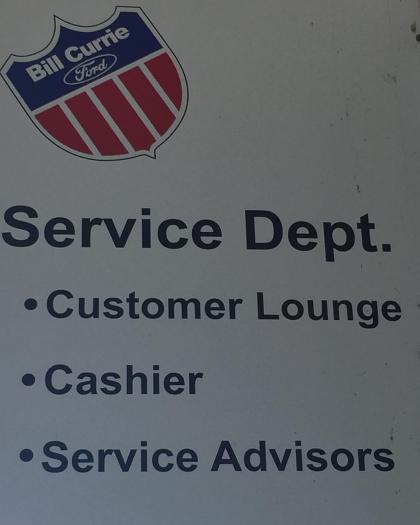 Bill Currie
Ford
Service Dept.
• Customer Lounge
• Cashier
• Service Advisors